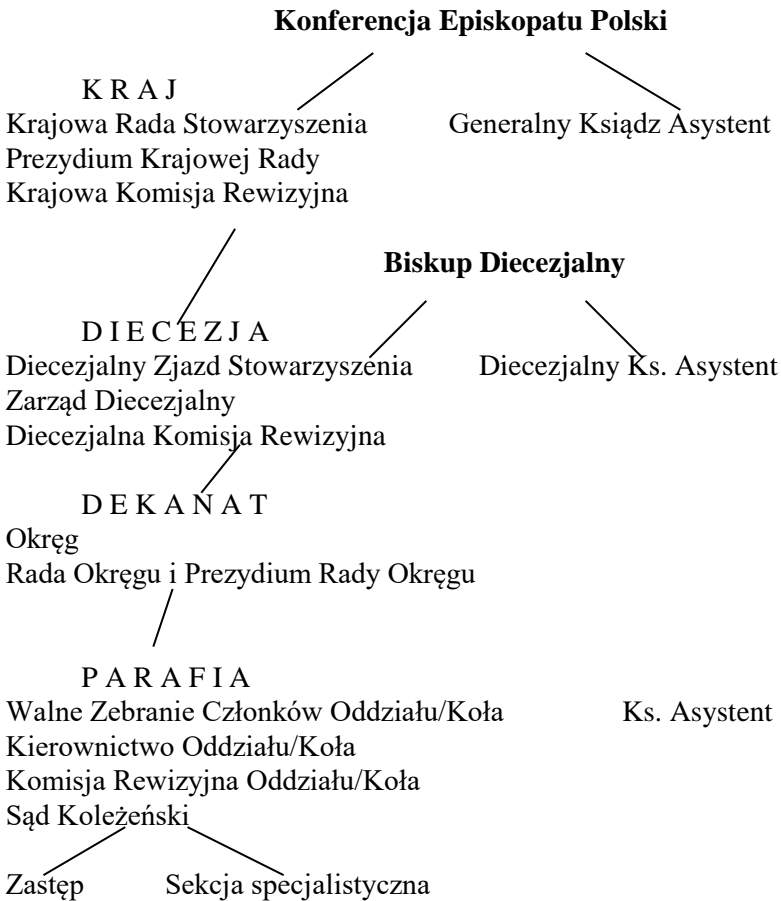 Konferencja Episkopatu Polski
K R A J
Krajowa Rada Stowarzyszenia Generalny Ksiądz Asystent
Prezydium Krajowej Rady
Krajowa Komisja Rewizyjna
Biskup Diecezjalny
D I E C E Z J A
Diecezjalny Zjazd Stowarzyszenia Diecezjalny Ks. Asystent
Zarząd Diecezjalny
Diecezjalna Komisja Rewizyjna
D E K A N A T
Okręg
Rada Okręgu i Prezydium Rady Okręgu
P A R A F I A
Walne Zebranie Członków Oddziału/Koła Ks. Asystent
Kierownictwo Oddziału/Koła
Komisja Rewizyjna Oddziału/Koła
Sąd Koleżeński
Zastęp Sekcja specjalistyczna